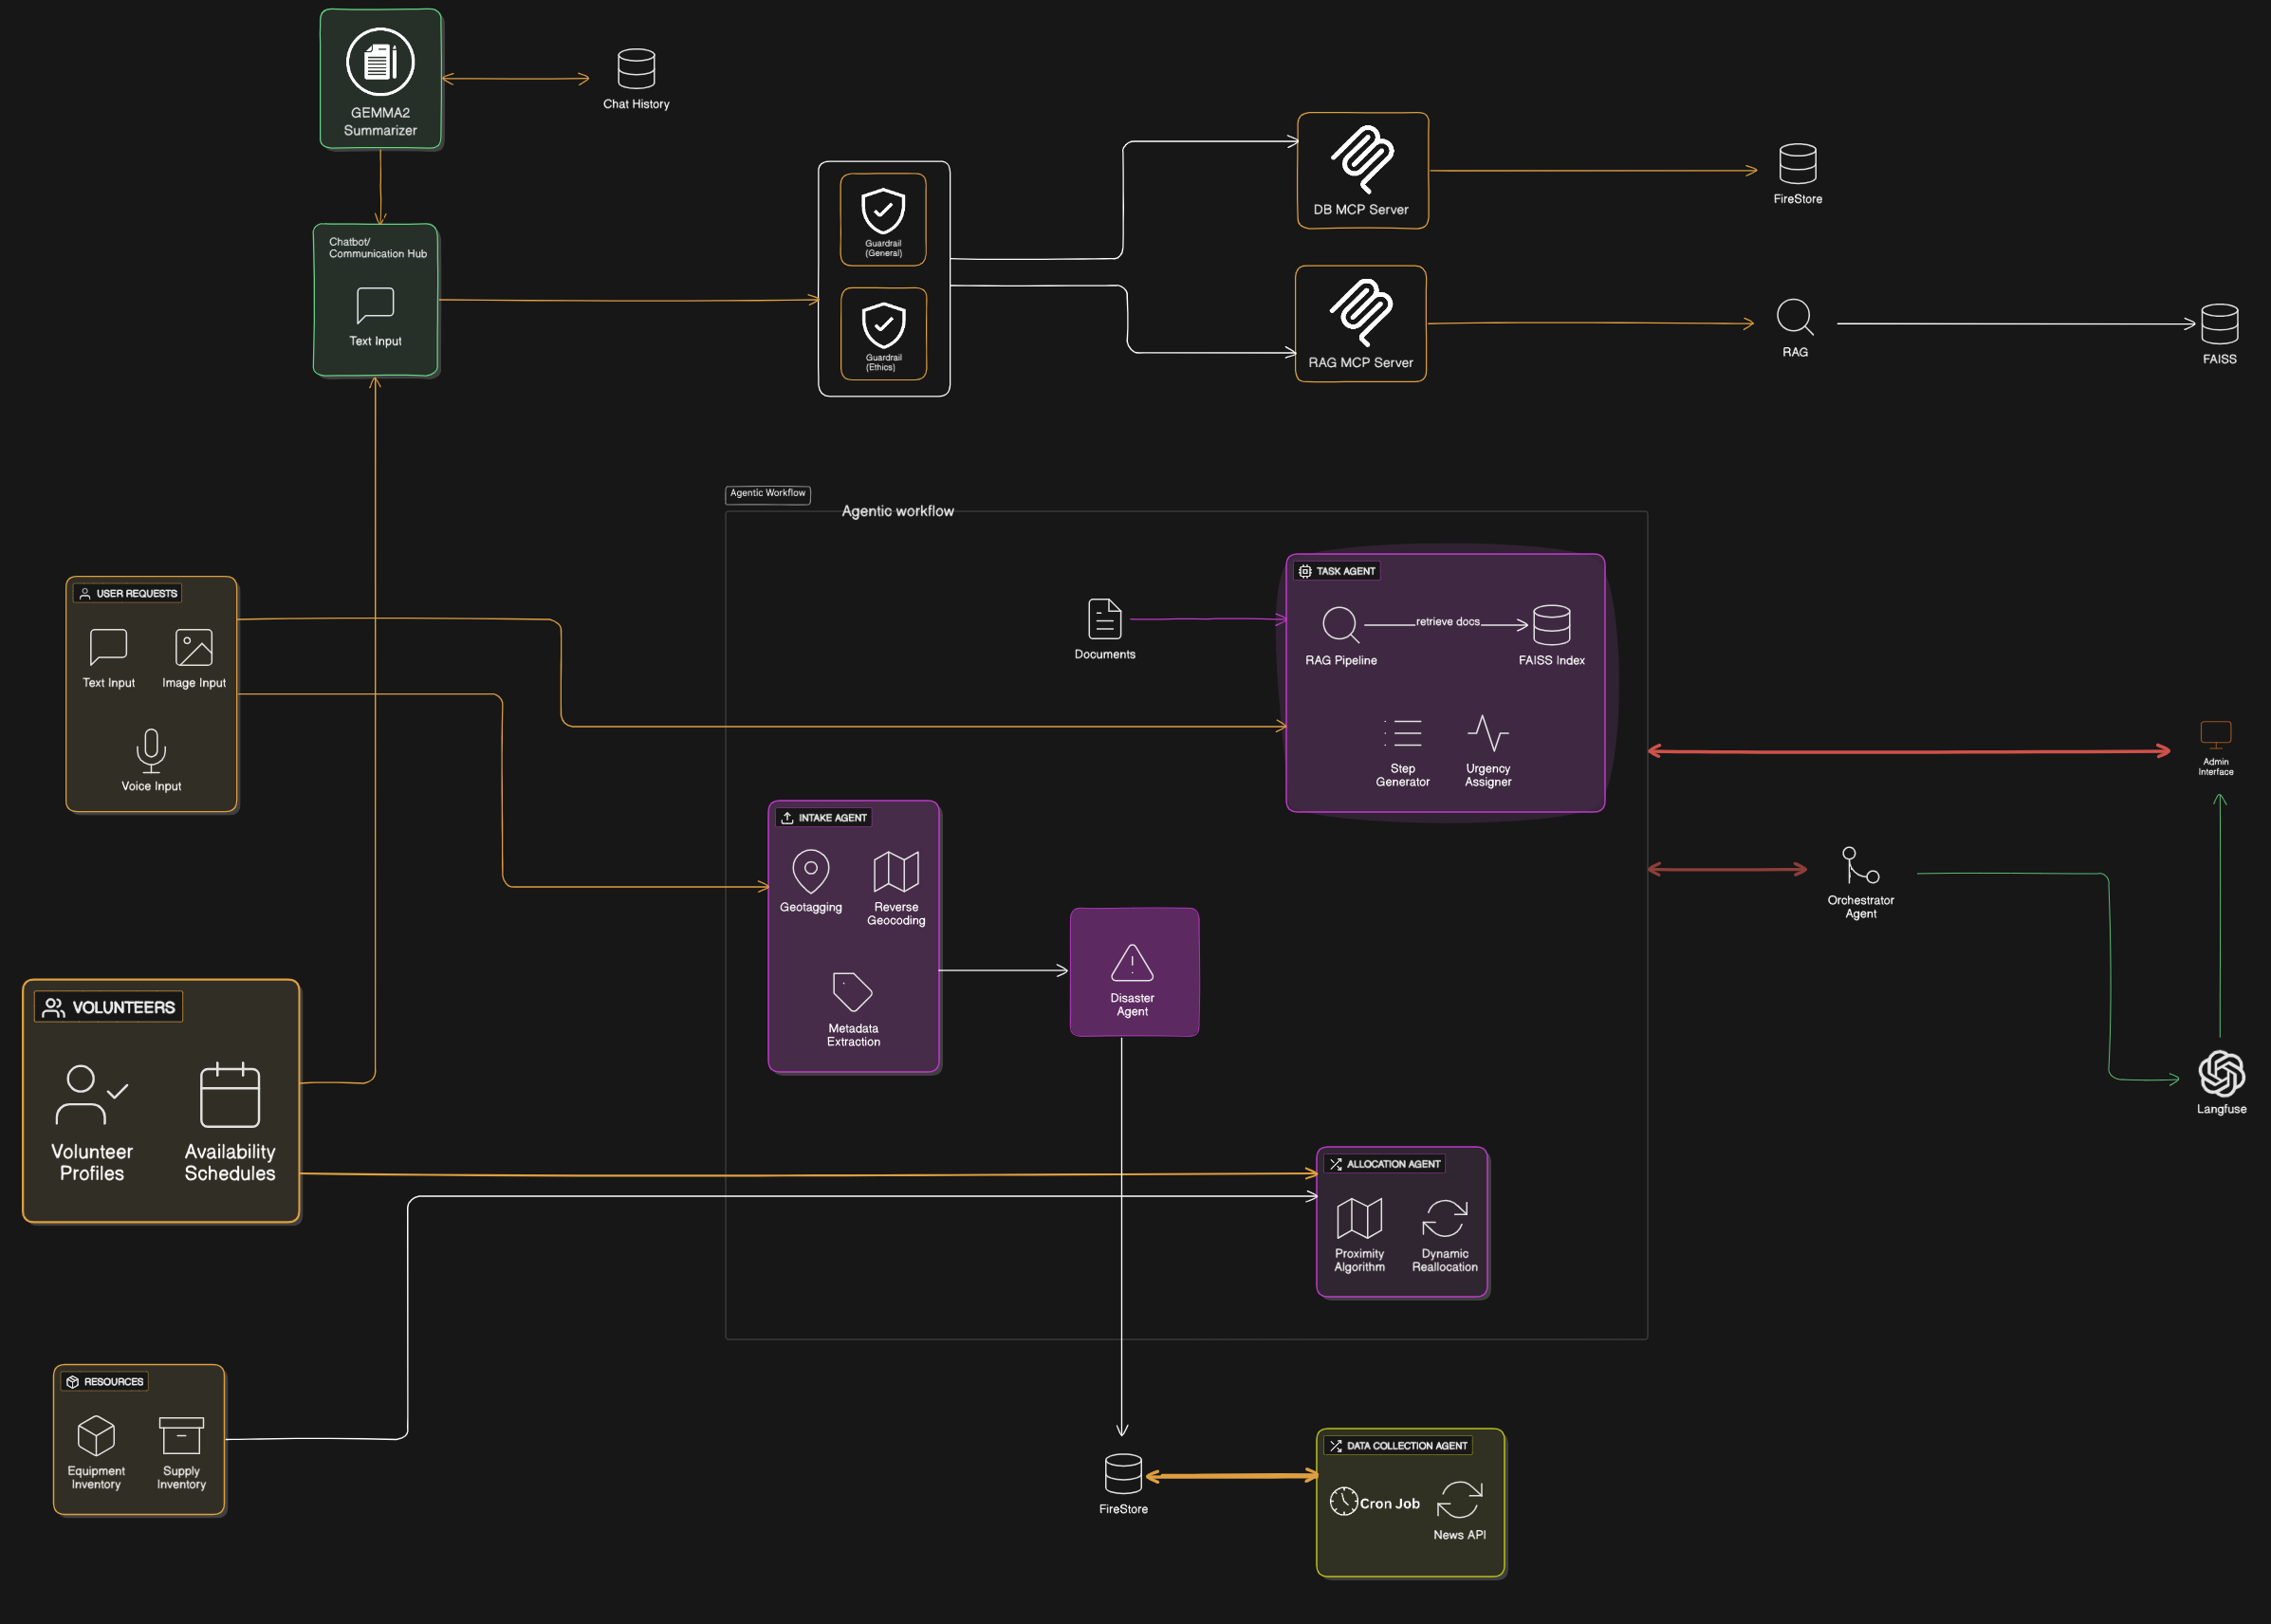 GEMMA2
Summarizer
Chat History
Chatbot/
Communication Hub
Text Input
Guardrail
(General)
Guardrail
(Ethics)
DB MCP Server
FireStore
RAG MCP Server
RAG
FAISS
Agentic Workflow
Agentic workflow
USER REQUESTS
Text Input
Image Input
Voice Input
Documents
TASK AGENT
RAG Pipeline
retrieve docs
FAISS Index
Step
Generator
Urgency
Assigner
INTAKE AGENT
Geotagging
Reverse
Geocoding
Metadata
Extraction
Disaster
Agent
Admin
Interface
Orchestrator
Agent
Langfuse
VOLUNTEERS
Volunteer
Profiles
Availability
Schedules
ALLOCATION AGENT
Proximity
Algorithm
Dynamic
Reallocation
RESOURCES
Equipment
Inventory
Supply
Inventory
FireStore
DATA COLLECTION AGENT
Cron Job
News API